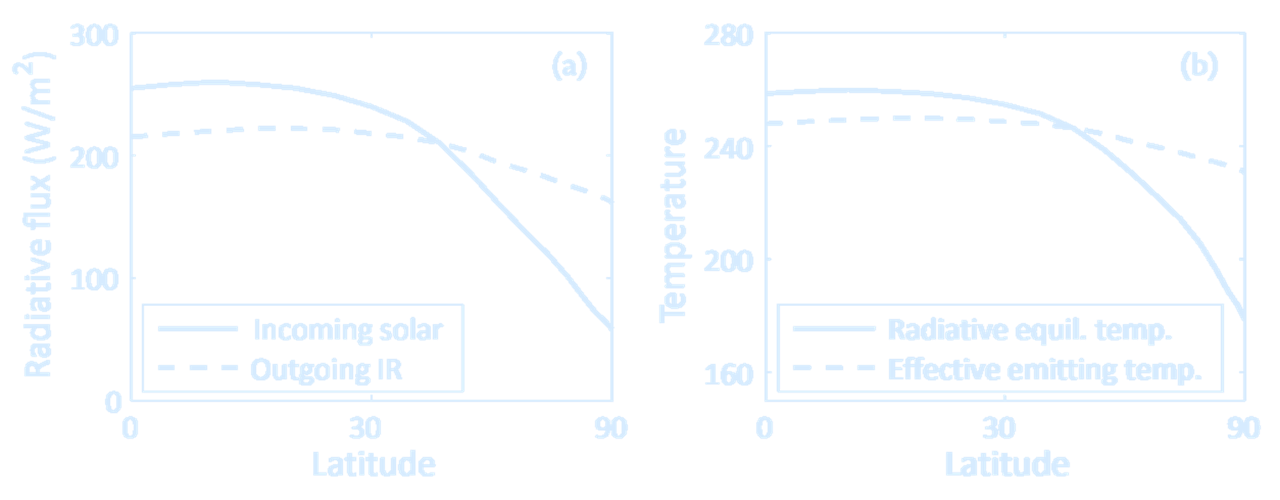 300
200
100
0
Radiative flux (W/m²)
(a)
Incoming solar
Outgoing IR
0 30 90
Latitude
280
240
200
160
Temperature
(b)
Radiative equil. temp.
Effective emitting temp.
0 30 90
Latitude